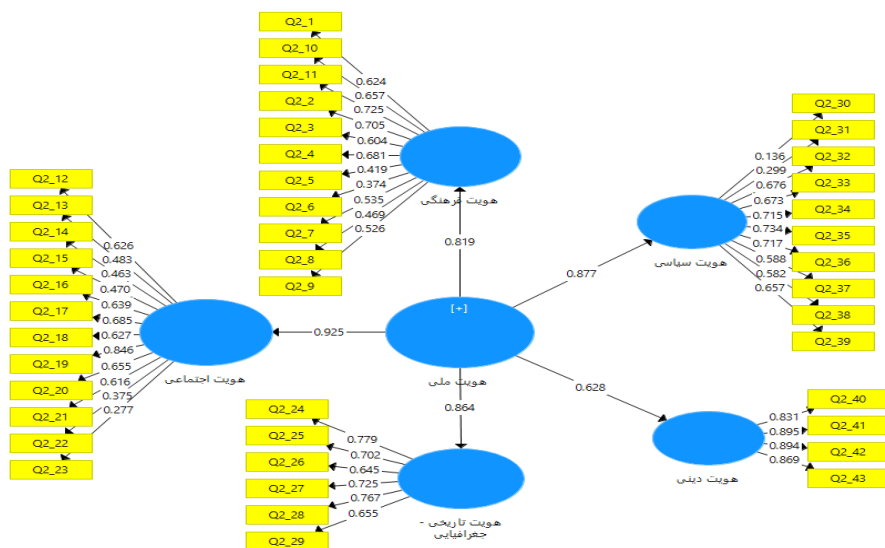 Q2_1
Q2_10
Q2_11
Q2_2
Q2_3
Q2_4
Q2_5
Q2_6
Q2_7
Q2_8
Q2_9
0.624
0.657
0.725
0.705
0.604
0.681
0.419
0.374
0.535
0.469
0.526
هویت فرهنگی
0.819
Q2_30
Q2_31
Q2_32
Q2_33
Q2_34
Q2_35
Q2_36
Q2_37
Q2_38
Q2_39
0.136
0.299
0.676
0.673
0.715
0.734
0.717
0.588
0.582
0.657
هویت سیاسی
0.877
Q2_12
Q2_13
Q2_14
Q2_15
Q2_16
Q2_17
Q2_18
Q2_19
Q2_20
Q2_21
Q2_22
Q2_23
0.626
0.483
0.463
0.470
0.639
0.685
0.627
0.846
0.655
0.616
0.375
0.277
هویت اجتماعی
0.925
[+]
هویت ملی
0.864
0.628
Q2_24
Q2_25
Q2_26
Q2_27
Q2_28
Q2_29
0.779
0.702
0.645
0.725
0.767
0.655
هویت تاریخی -
جغرافیایی
Q2_40
Q2_41
Q2_42
Q2_43
0.831
0.895
0.894
0.869
هویت دینی